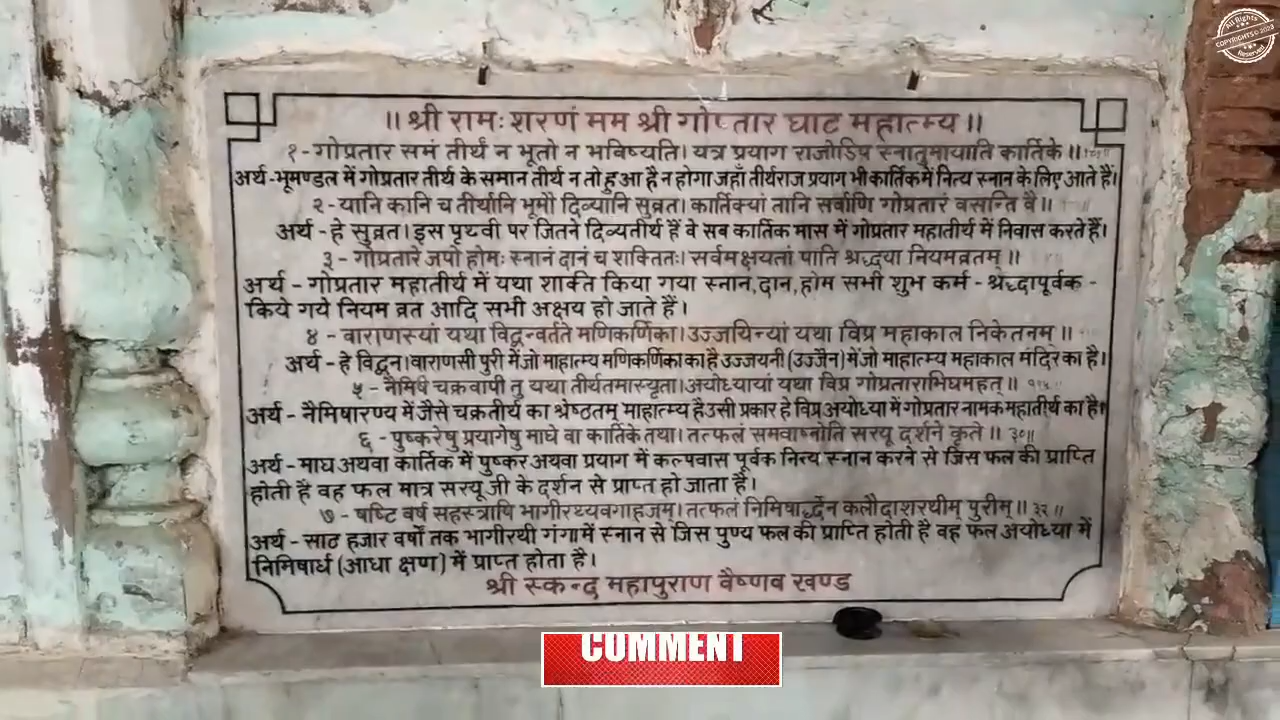 All Rights
COPYRIGHTS © 2023
Reserved
॥ श्री रामः शरणं मम श्री गोप्तार घाट महात्म्य ॥
१ - गोप्रतार समं तीर्थं न भूतो न भविष्यति। यत्र प्रयाग राजोऽपि स्नातुमायाति कार्तिके ॥
अर्थ - भूमण्डल में गोप्रतार तीर्थ के समान तीर्थ न तो हुआ है न होगा जहाँ तीर्थराज प्रयाग भी कार्तिक में नित्य स्नान के लिए आते हैं।
२ - यानि कानि च तीर्थानि भूमौ दिव्यानि सुव्रत। कार्तिक्यां तानि सर्वाणि गोप्रतारं वसन्ति वै॥
अर्थ - हे सुव्रत। इस पृथ्वी पर जितने दिव्यतीर्थ हैं वे सब कार्तिक मास में गोप्रतार महातीर्थ में निवास करते हैं।
३ - गोप्रतारे जपो होमः स्नानं दानं च शक्तितः। सर्वमक्षयतां याति श्रद्धया नियमव्रतम् ॥
अर्थ - गोप्रतार महातीर्थ में यथा शक्ति किया गया स्नान, दान, होम सभी शुभ कर्म - श्रद्धापूर्वक -
किये गये नियम व्रत आदि सभी अक्षय हो जाते हैं।
४ - वाराणस्यां यथा विद्वन्वर्तते मणिकर्णिका। उज्जयिन्यां यथा विप्र महाकाल निकेतनम् ॥
अर्थ - हे विद्वन। वाराणसी पुरी में जो माहात्म्य मणिकर्णिका का है उज्जयनी (उज्जैन) में जो माहात्म्य महाकाल मंदिर का है।
५ - नैमिषे चक्रवापी तु यथा तीर्थतमास्मृता। अयोध्यायां यथा विप्र गोप्रताराभिघमहत् ॥
अर्थ - नैमिषारण्य में जैसे चक्रतीर्थ का श्रेष्ठतम् माहात्म्य है उसी प्रकार हे विप्र अयोध्या में गोप्रतार नामक महातीर्थ का है।
६ - पुष्करेषु प्रयागेषु माघे वा कार्तिके तथा। तत्फलं समवाप्नोति सरयू दर्शने कृते ॥ ३०॥
अर्थ - माघ अथवा कार्तिक में पुष्कर अथवा प्रयाग में कल्पवास पूर्वक नित्य स्नान करने से जिस फल की प्राप्ति
होती है वह फल मात्र सरयू जी के दर्शन से प्राप्त हो जाता है।
७ - षष्टि वर्ष सहस्त्राषि भागीरथ्यवगाहजम्। तत्फलं निमिषार्द्धेन कलौदाशरथीम् पुरीम् ॥ ३२॥
अर्थ - साठ हजार वर्षों तक भागीरथी गंगा में स्नान से जिस पुण्य फल की प्राप्ति होती है वह फल अयोध्या में
निमिषार्ध (आधा क्षण) में प्राप्त होता है।
श्री स्कन्द महापुराण वैष्णव खण्ड
COMMENT